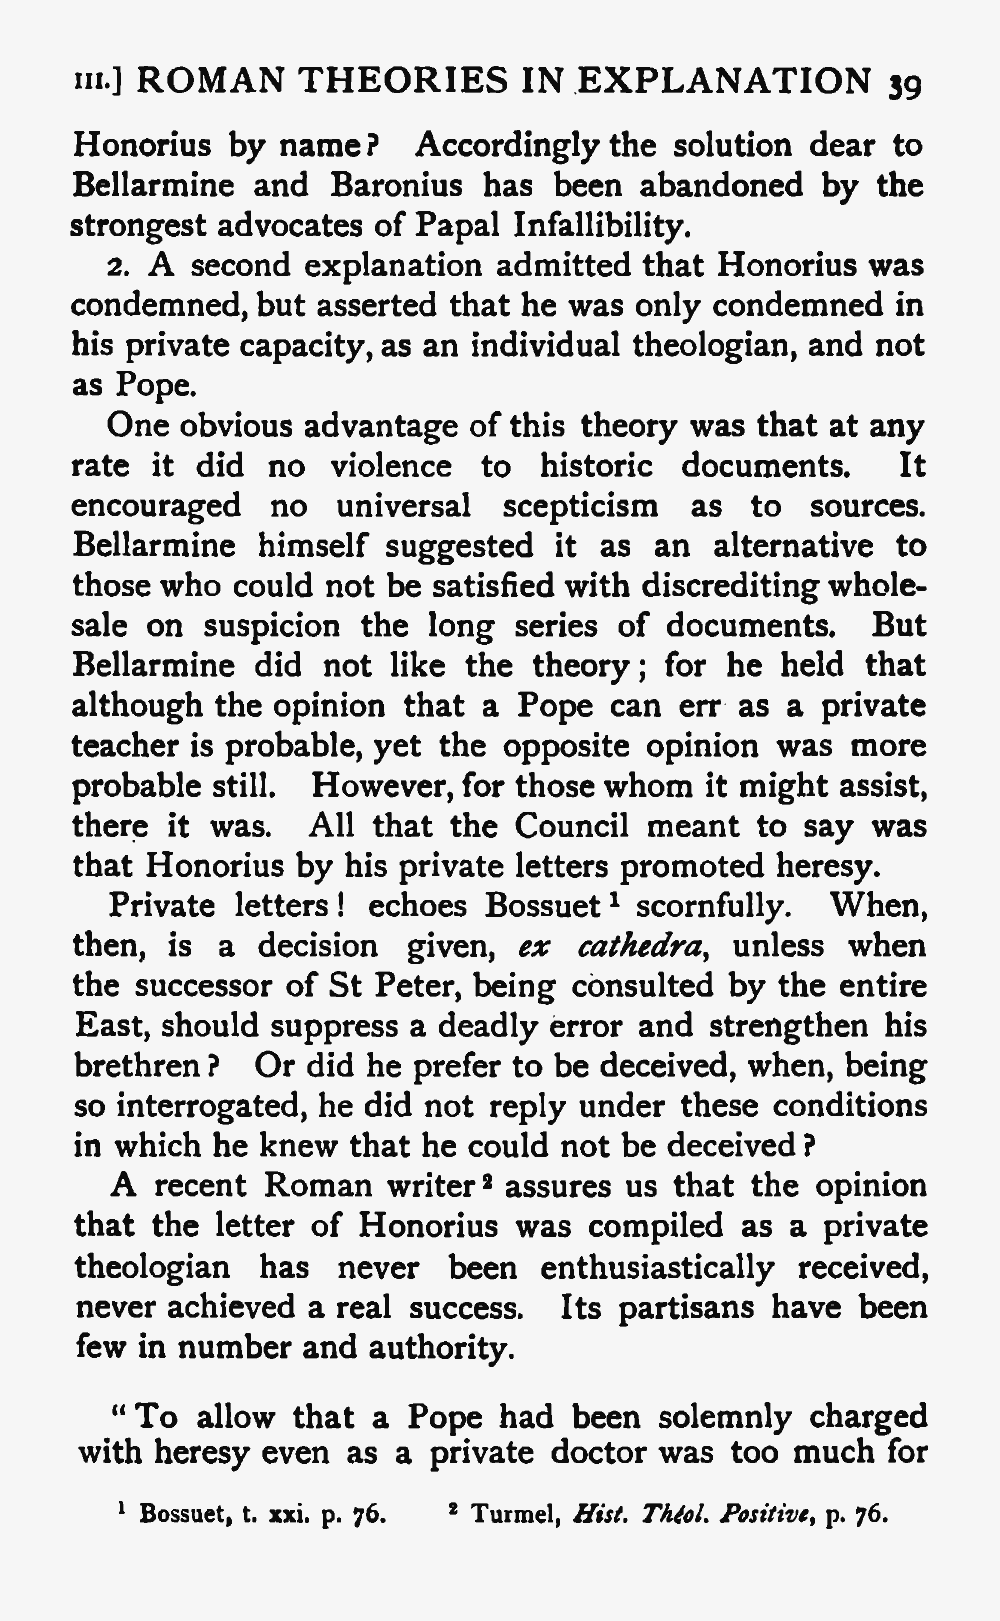 III.] ROMAN THEORIES IN EXPLANATION 39
Honorius by name? Accordingly the solution dear to
Bellarmine and Baronius has been abandoned by the
strongest advocates of Papal Infallibility.
2. A second explanation admitted that Honorius was
condemned, but asserted that he was only condemned in
his private capacity, as an individual theologian, and not
as Pope.
One obvious advantage of this theory was that at any
rate it did no violence to historic documents. It
encouraged no universal scepticism as to sources.
Bellarmine himself suggested it as an alternative to
those who could not be satisfied with discrediting whole-
sale on suspicion the long series of documents. But
Bellarmine did not like the theory; for he held that
although the opinion that a Pope can err as a private
teacher is probable, yet the opposite opinion was more
probable still. However, for those whom it might assist,
there it was. All that the Council meant to say was
that Honorius by his private letters promoted heresy.
Private letters! echoes Bossuet¹ scornfully. When,
then, is a decision given, ex cathedra, unless when
the successor of St Peter, being consulted by the entire
East, should suppress a deadly error and strengthen his
brethren? Or did he prefer to be deceived, when, being
so interrogated, he did not reply under these conditions
in which he knew that he could not be deceived?
A recent Roman writer² assures us that the opinion
that the letter of Honorius was compiled as a private
theologian has never been enthusiastically received,
never achieved a real success. Its partisans have been
few in number and authority.
"To allow that a Pope had been solemnly charged
with heresy even as a private doctor was too much for
¹ Bossuet, t. xxi. p. 76. ² Turmel, Hist. Théol. Positive, p. 76.